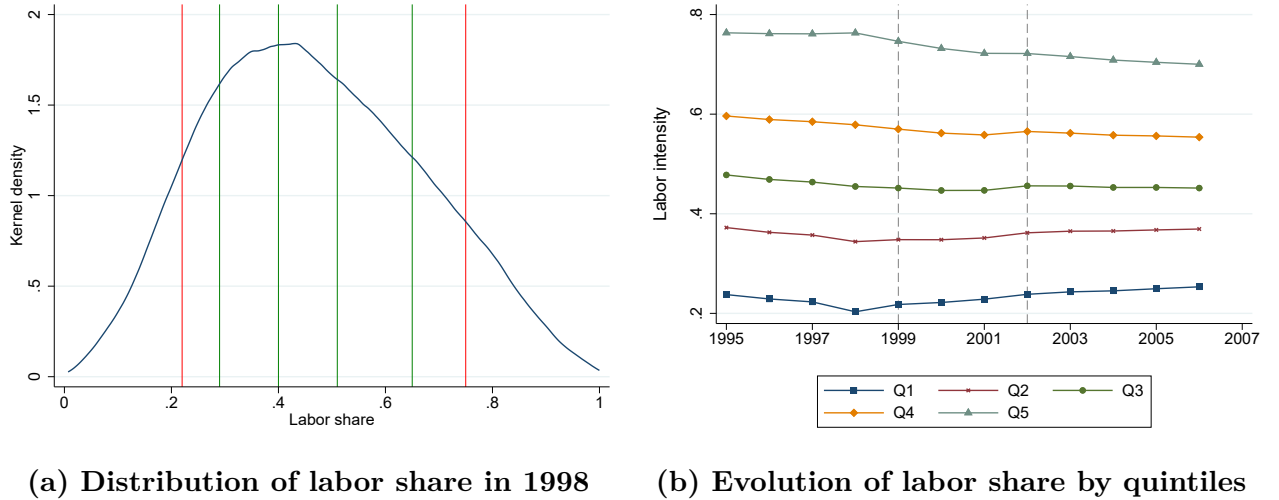 2
1.5
1
.5
0
Kernel density
0 .2 .4 .6 .8 1
Labor share
.8
.6
.4
.2
Labor intensity
1995 1997 1999 2001 2003 2005 2007
Q1 Q2 Q3
Q4 Q5
(a) Distribution of labor share in 1998
(b) Evolution of labor share by quintiles